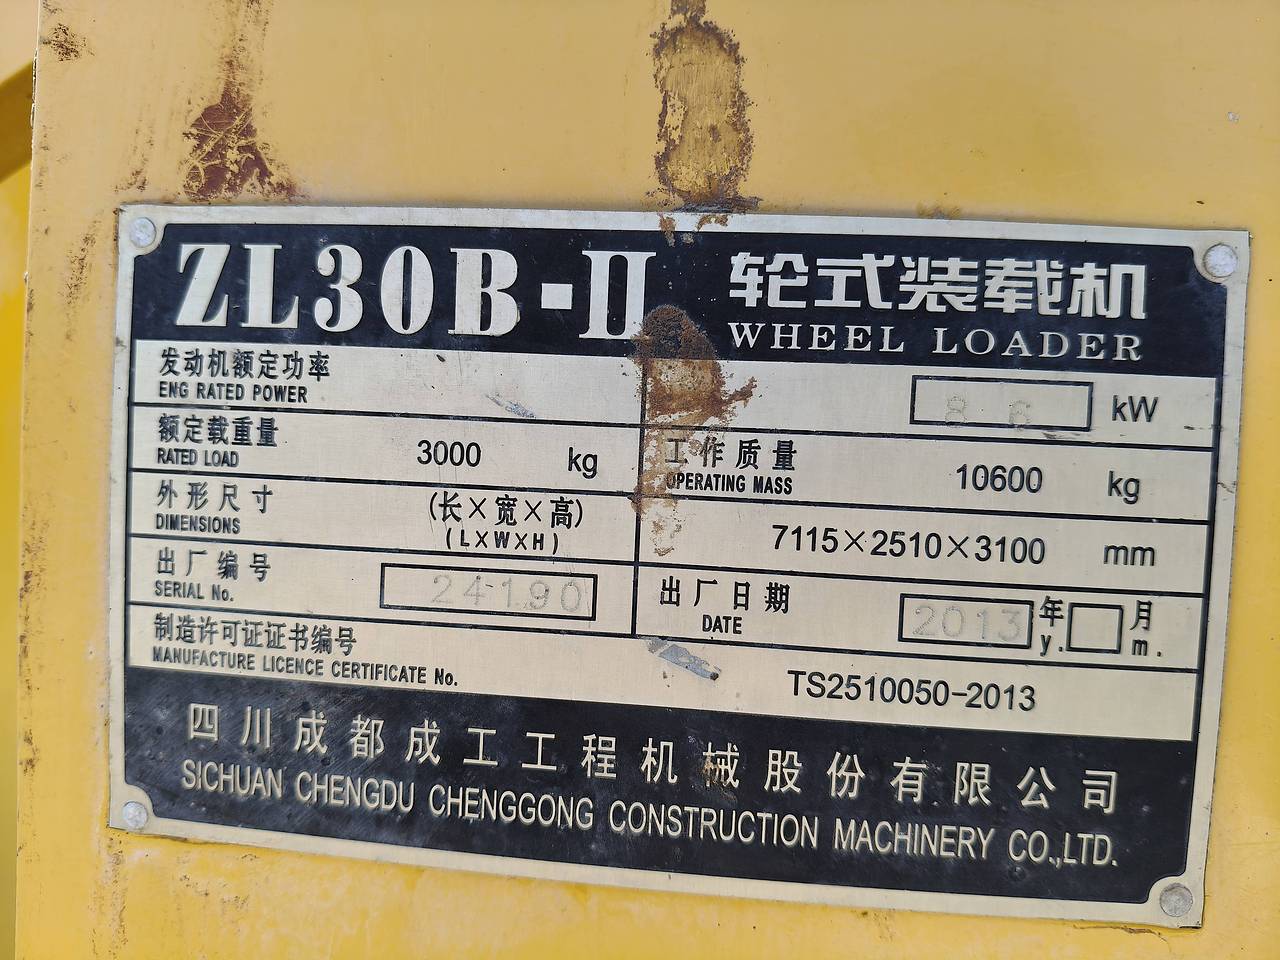 ZL30B-II 轮式装载机
WHEEL LOADER
发动机额定功率
ENG RATED POWER
86 kW
额定载重量
RATED LOAD
3000 kg
工作质量
OPERATING MASS
10600 kg
外形尺寸
DIMENSIONS
(长×宽×高)
(L×W×H)
7115×2510×3100 mm
出厂编号
SERIAL No.
24190
出厂日期
DATE
2013 年 月
y. m.
制造许可证证书编号
MANUFACTURE LICENCE CERTIFICATE No.
TS2510050-2013
四川成都成工工程机械股份有限公司
SICHUAN CHENGDU CHENGGONG CONSTRUCTION MACHINERY CO.,LTD.